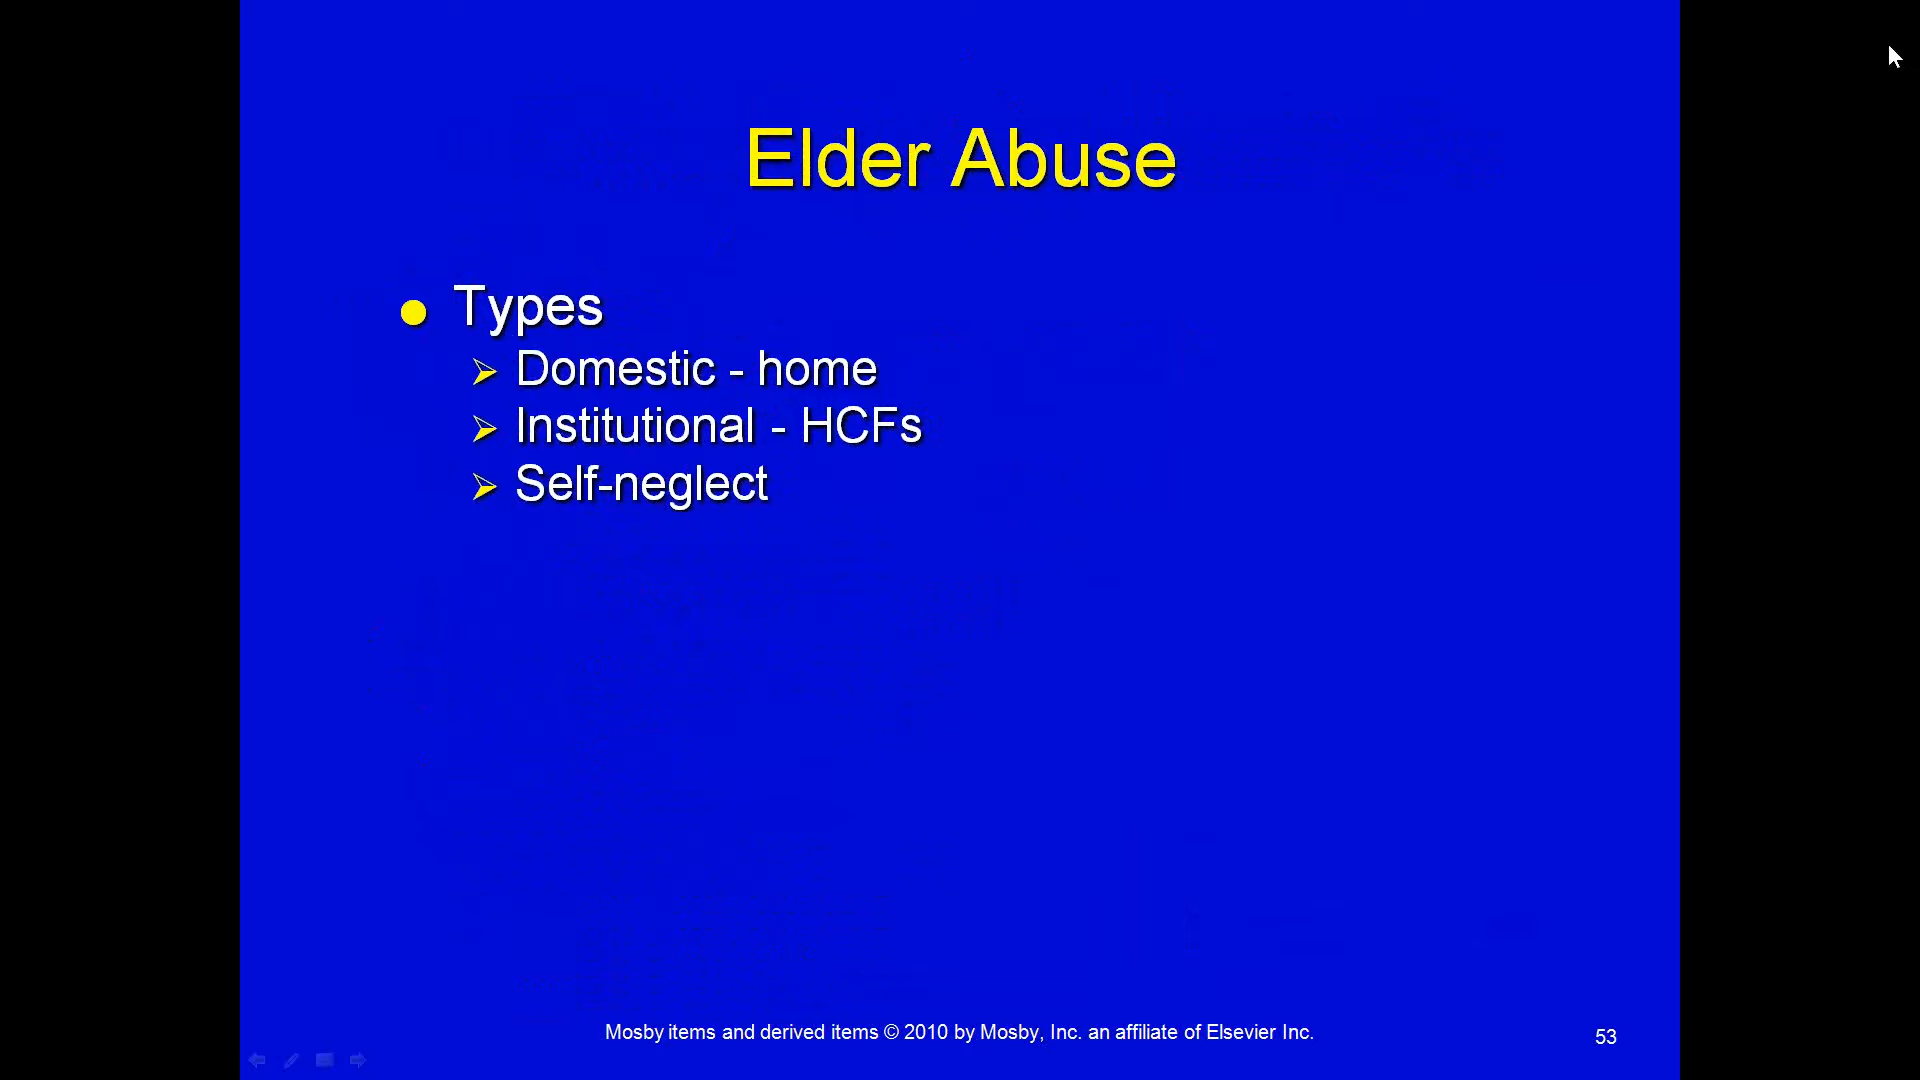 Elder Abuse
Types
Domestic - home
Institutional - HCFs
Self-neglect
Mosby items and derived items © 2010 by Mosby, Inc. an affiliate of Elsevier Inc.
53